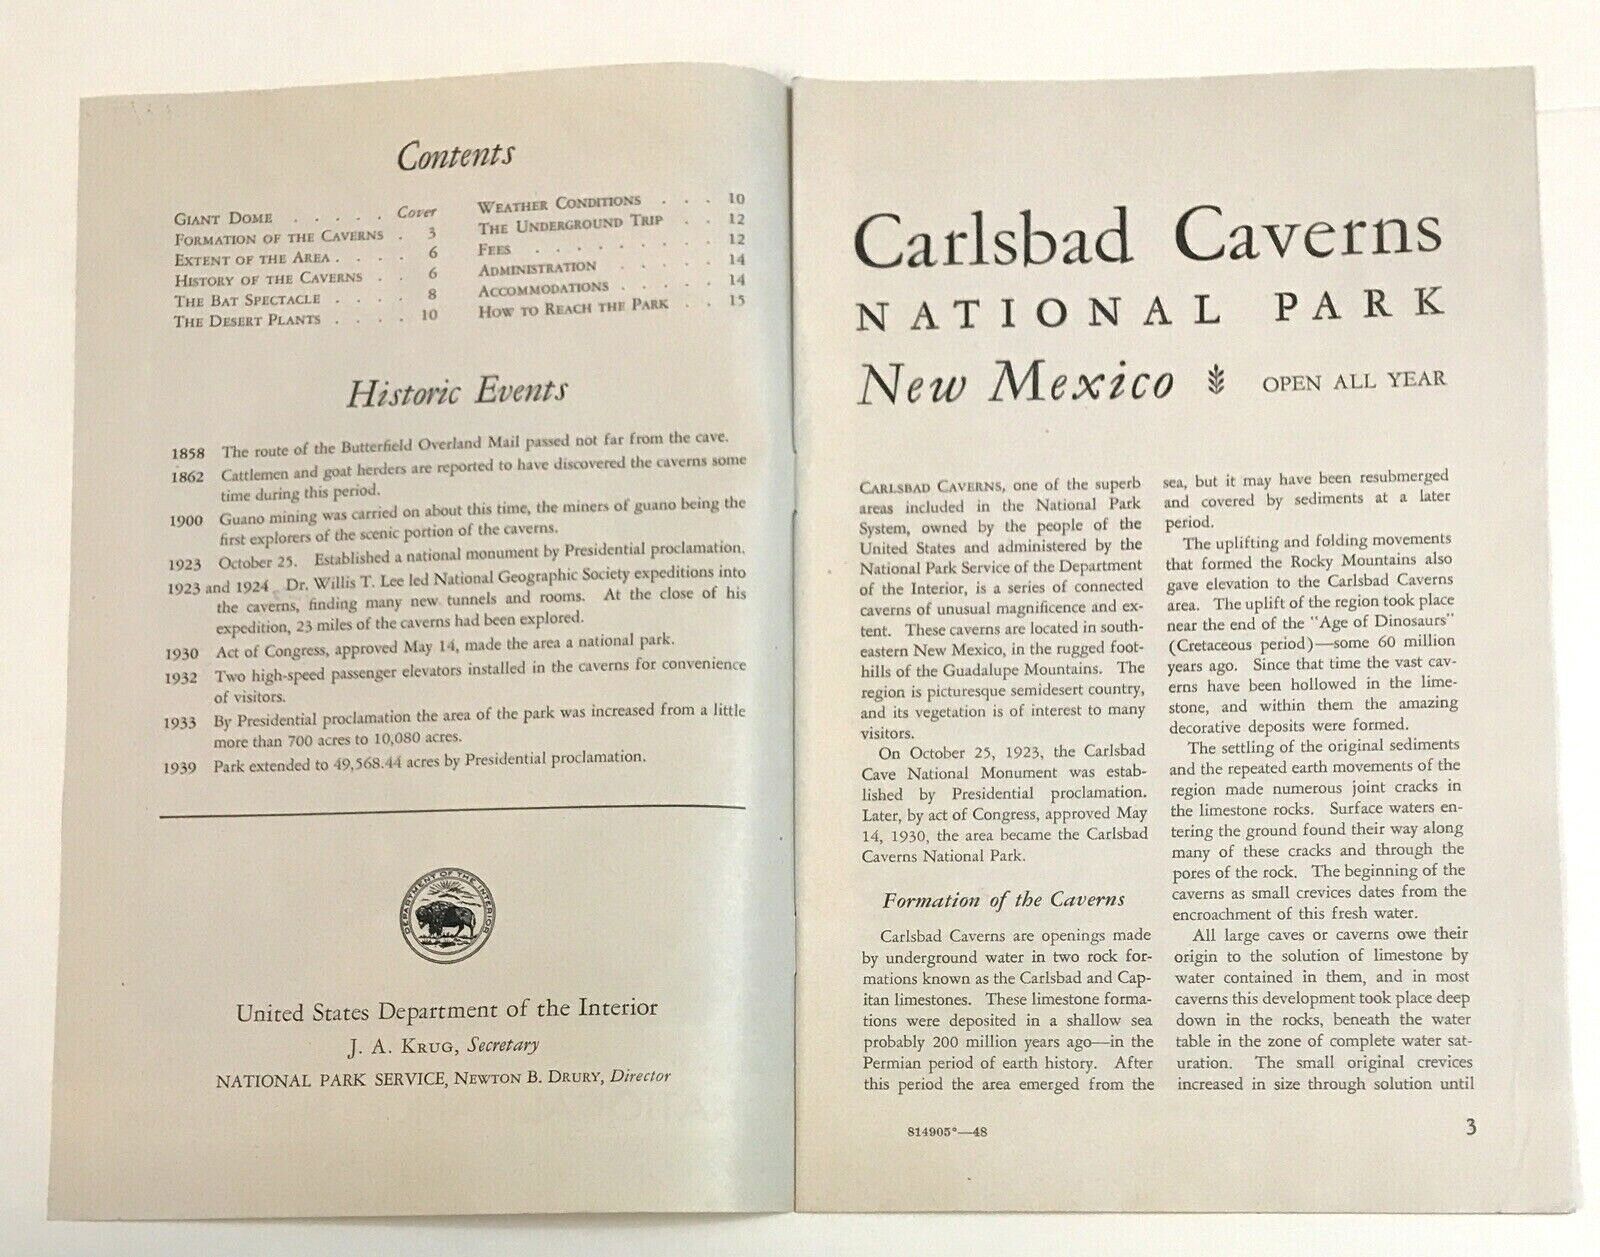 Contents
GIANT DOME . . . . . Cover
FORMATION OF THE CAVERNS . 3
EXTENT OF THE AREA . . . . 6
HISTORY OF THE CAVERNS . . 6
THE BAT SPECTACLE . . . . 8
THE DESERT PLANTS . . . . 10
WEATHER CONDITIONS . . . 10
THE UNDERGROUND TRIP . . 12
FEES . . . . . . . . . 12
ADMINISTRATION . . . . . 14
ACCOMMODATIONS . . . . . 14
HOW TO REACH THE PARK . . 15
Historic Events
1858 The route of the Butterfield Overland Mail passed not far from the cave.
1862 Cattlemen and goat herders are reported to have discovered the caverns some
time during this period.
1900 Guano mining was carried on about this time, the miners of guano being the
first explorers of the scenic portion of the caverns.
1923 October 25. Established a national monument by Presidential proclamation.
1923 and 1924 Dr. Willis T. Lee led National Geographic Society expeditions into
the caverns, finding many new tunnels and rooms. At the close of his
expedition, 23 miles of the caverns had been explored.
1930 Act of Congress, approved May 14, made the area a national park.
1932 Two high-speed passenger elevators installed in the caverns for convenience
of visitors.
1933 By Presidential proclamation the area of the park was increased from a little
more than 700 acres to 10,080 acres.
1939 Park extended to 49,568.44 acres by Presidential proclamation.
DEPARTMENT OF THE INTERIOR
United States Department of the Interior
J. A. KRUG, Secretary
NATIONAL PARK SERVICE, NEWTON B. DRURY, Director
Carlsbad Caverns
NATIONAL PARK
New Mexico OPEN ALL YEAR
CARLSBAD CAVERNS, one of the superb
areas included in the National Park
System, owned by the people of the
United States and administered by the
National Park Service of the Department
of the Interior, is a series of connected
caverns of unusual magnificence and ex-
tent. These caverns are located in south-
eastern New Mexico, in the rugged foot-
hills of the Guadalupe Mountains. The
region is picturesque semidesert country,
and its vegetation is of interest to many
visitors.
On October 25, 1923, the Carlsbad
Cave National Monument was estab-
lished by Presidential proclamation.
Later, by act of Congress, approved May
14, 1930, the area became the Carlsbad
Caverns National Park.
Formation of the Caverns
Carlsbad Caverns are openings made
by underground water in two rock for-
mations known as the Carlsbad and Cap-
itan limestones. These limestone forma-
tions were deposited in a shallow sea
probably 200 million years ago—in the
Permian period of earth history. After
this period the area emerged from the
sea, but it may have been resubmerged
and covered by sediments at a later
period.
The uplifting and folding movements
that formed the Rocky Mountains also
gave elevation to the Carlsbad Caverns
area. The uplift of the region took place
near the end of the "Age of Dinosaurs"
(Cretaceous period)—some 60 million
years ago. Since that time the vast cav-
erns have been hollowed in the lime-
stone, and within them the amazing
decorative deposits were formed.
The settling of the original sediments
and the repeated earth movements of the
region made numerous joint cracks in
the limestone rocks. Surface waters en-
tering the ground found their way along
many of these cracks and through the
pores of the rock. The beginning of the
caverns as small crevices dates from the
encroachment of this fresh water.
All large caves or caverns owe their
origin to the solution of limestone by
water contained in them, and in most
caverns this development took place deep
down in the rocks, beneath the water
table in the zone of complete water sat-
uration. The small original crevices
increased in size through solution until
814905°—48
3